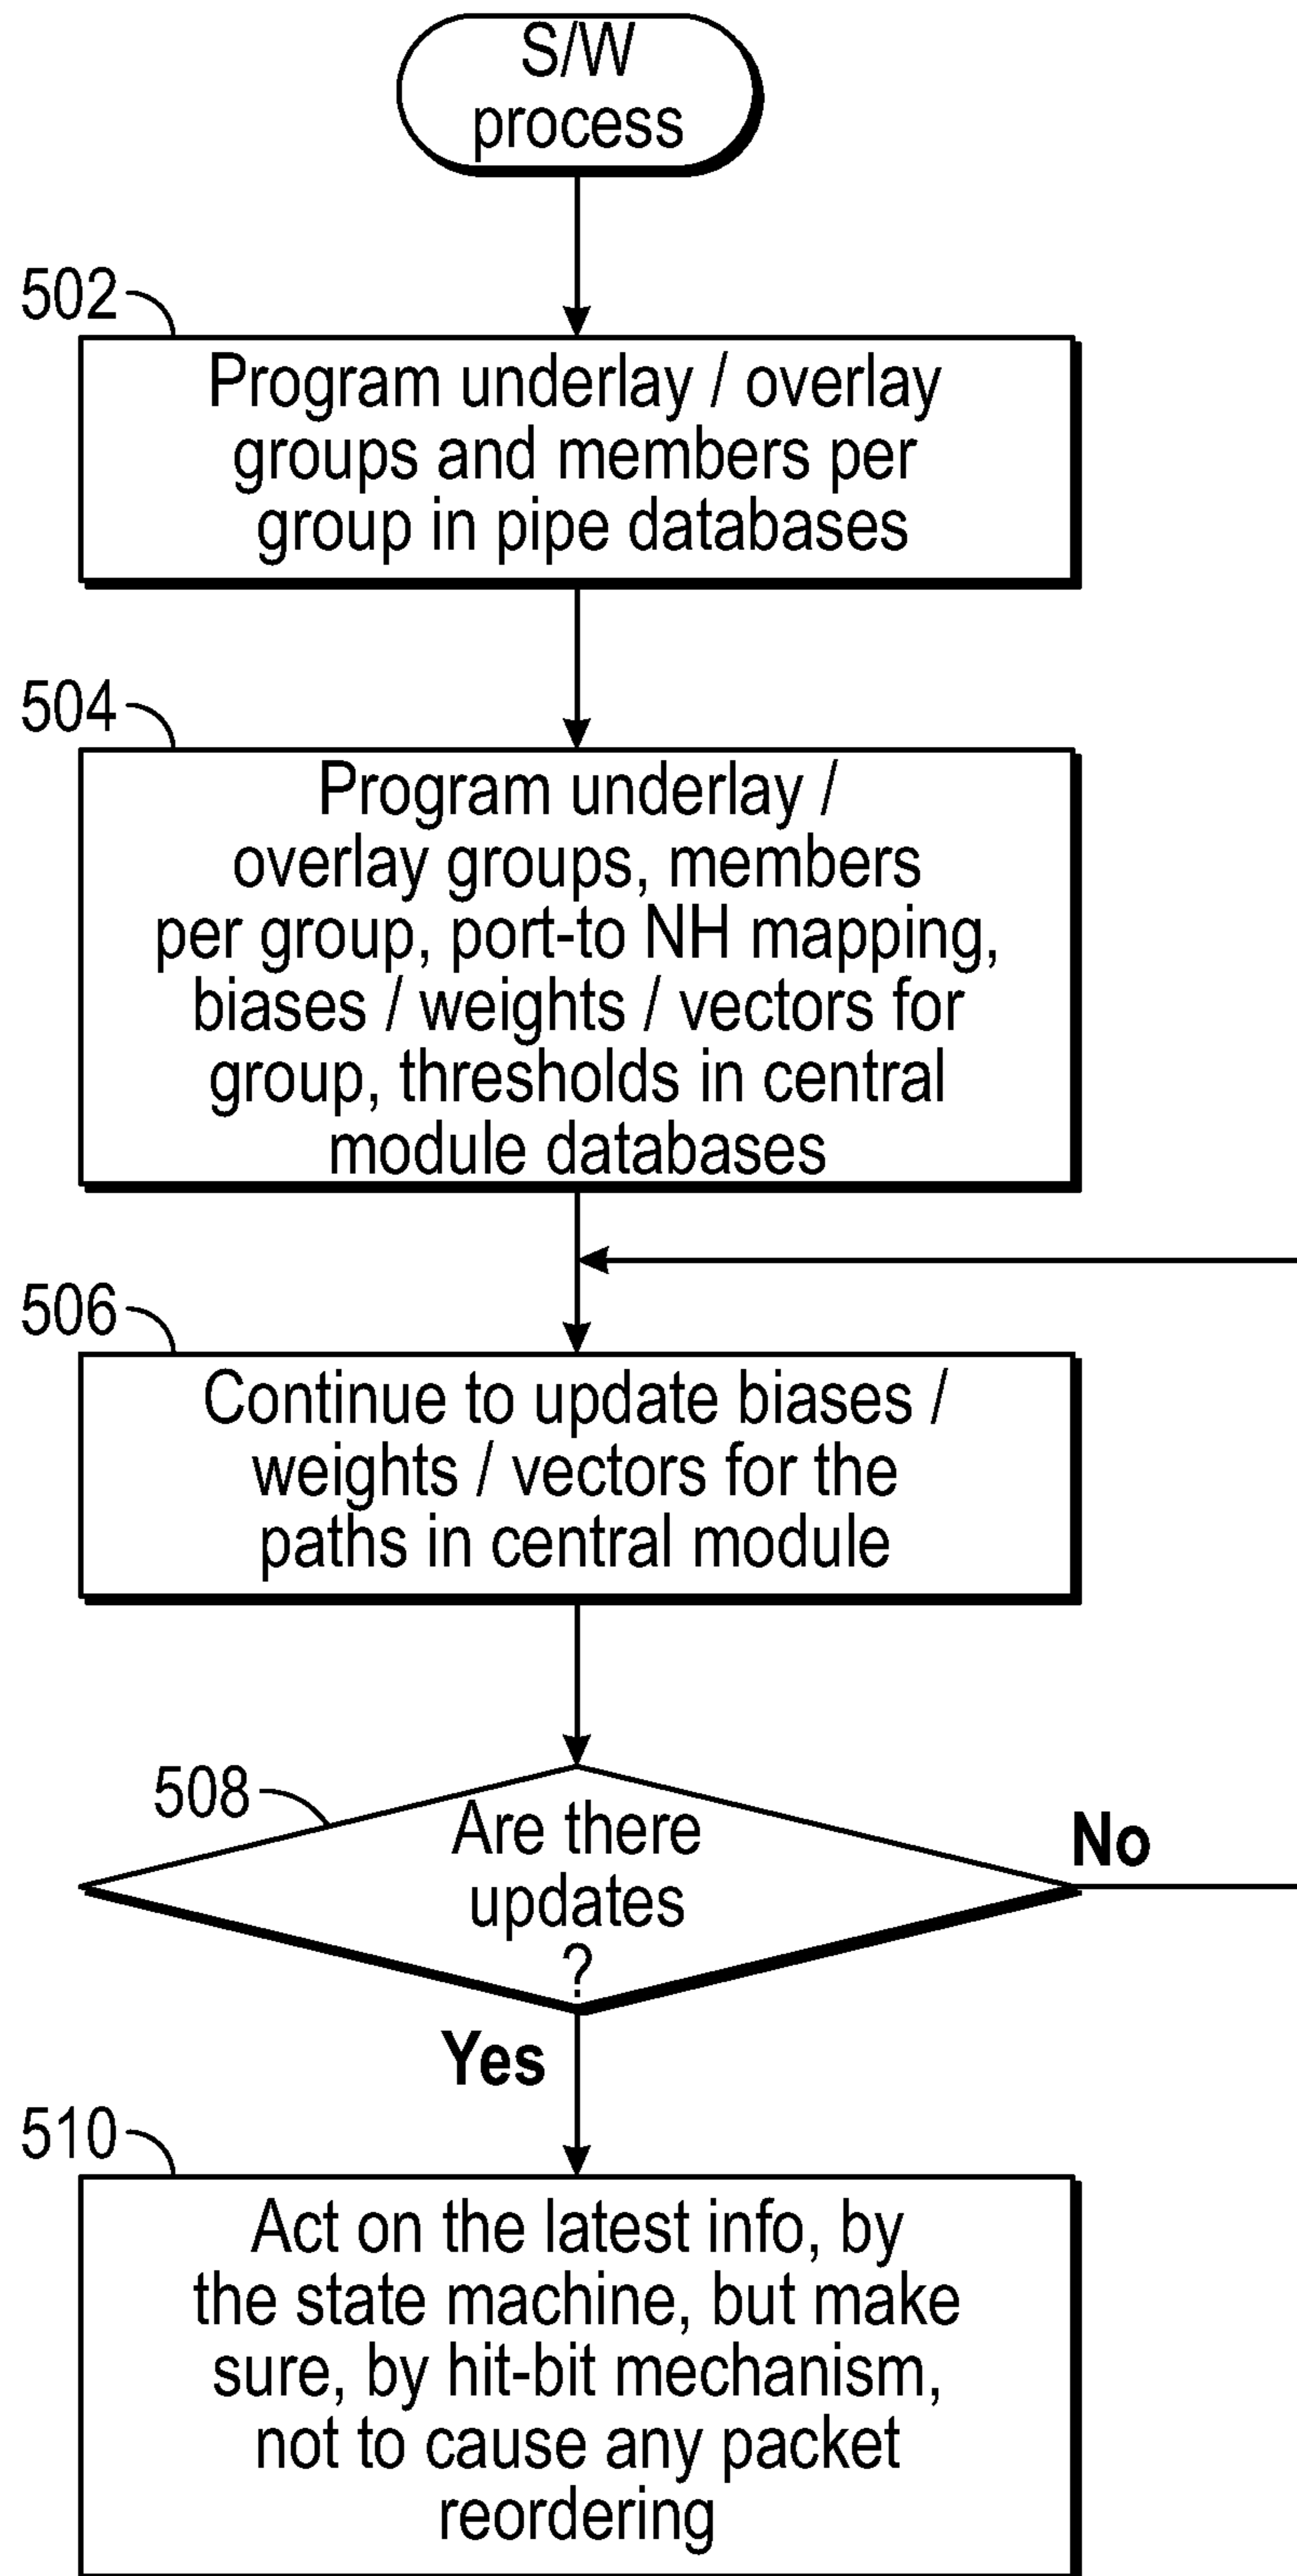 S/W
process
502
Program underlay / overlay
groups and members per
group in pipe databases
504
Program underlay /
overlay groups, members
per group, port-to NH mapping,
biases / weights / vectors for
group, thresholds in central
module databases
506
Continue to update biases /
weights / vectors for the
paths in central module
508
Are there
updates
?
No
Yes
510
Act on the latest info, by
the state machine, but make
sure, by hit-bit mechanism,
not to cause any packet
reordering